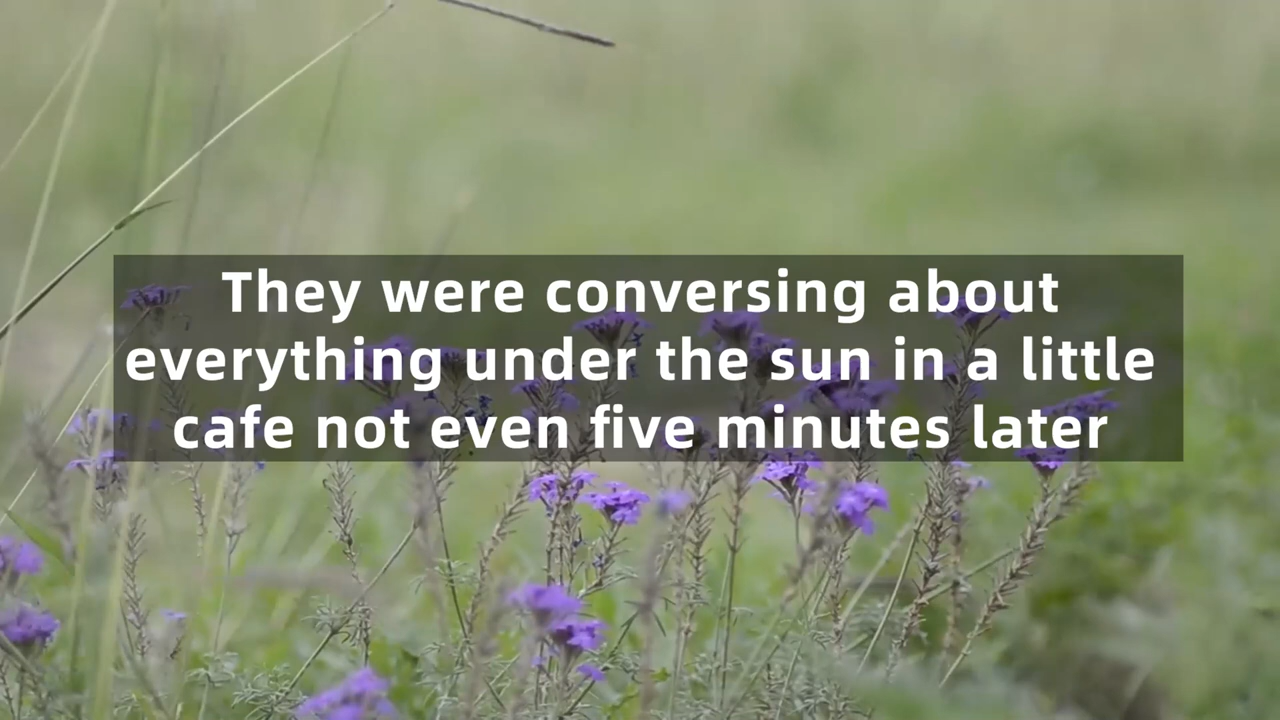 They were conversing about
everything under the sun in a little
cafe not even five minutes later